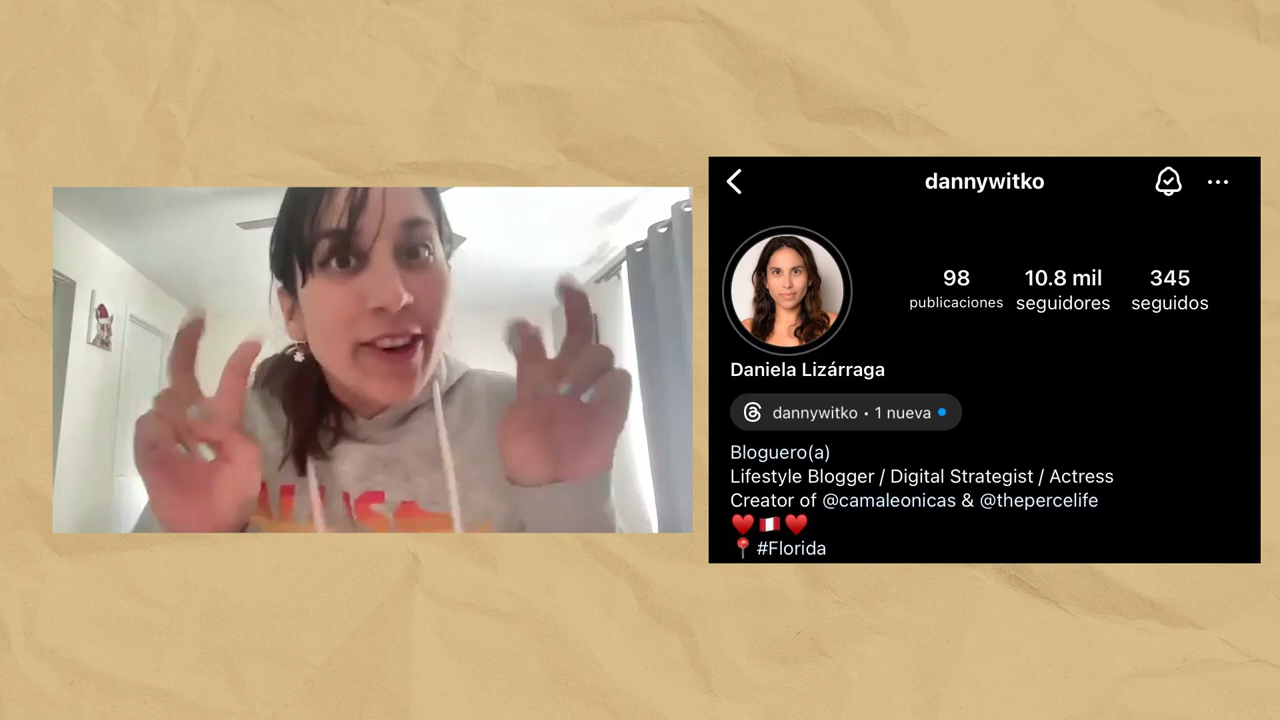 dannywitko
98
publicaciones
10.8 mil
seguidores
345
seguidos
Daniela Lizárraga
dannywitko • 1 nueva
Bloguero(a)
Lifestyle Blogger / Digital Strategist / Actress
Creator of @camaleonicas & @thepercelife
❤️🇵🇪❤️
📍 #Florida